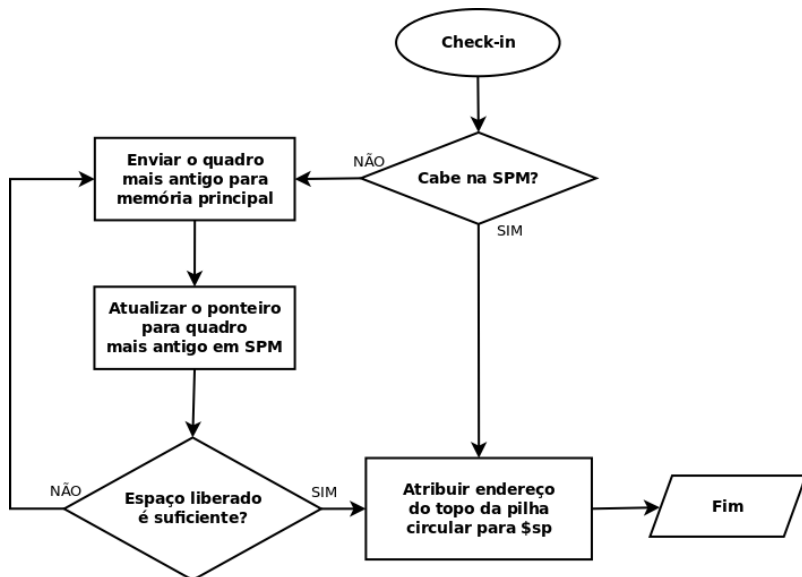 Check-in
Cabe na SPM?
NÃO
SIM
Enviar o quadro
mais antigo para
memória principal
Atualizar o ponteiro
para quadro
mais antigo em SPM
Espaço liberado
é suficiente?
NÃO
SIM
Atribuir endereço
do topo da pilha
circular para $sp
Fim